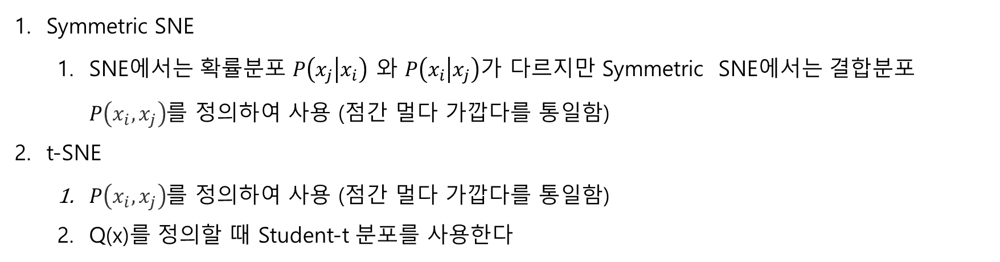 1. Symmetric SNE
1. SNE에서는 확률분포 P(x_j|x_i) 와 P(x_i|x_j)가 다르지만 Symmetric SNE에서는 결합분포
P(x_i, x_j)를 정의하여 사용 (점간 멀다 가깝다를 통일함)
2. t-SNE
1. P(x_i, x_j)를 정의하여 사용 (점간 멀다 가깝다를 통일함)
2. Q(x)를 정의할 때 Student-t 분포를 사용한다